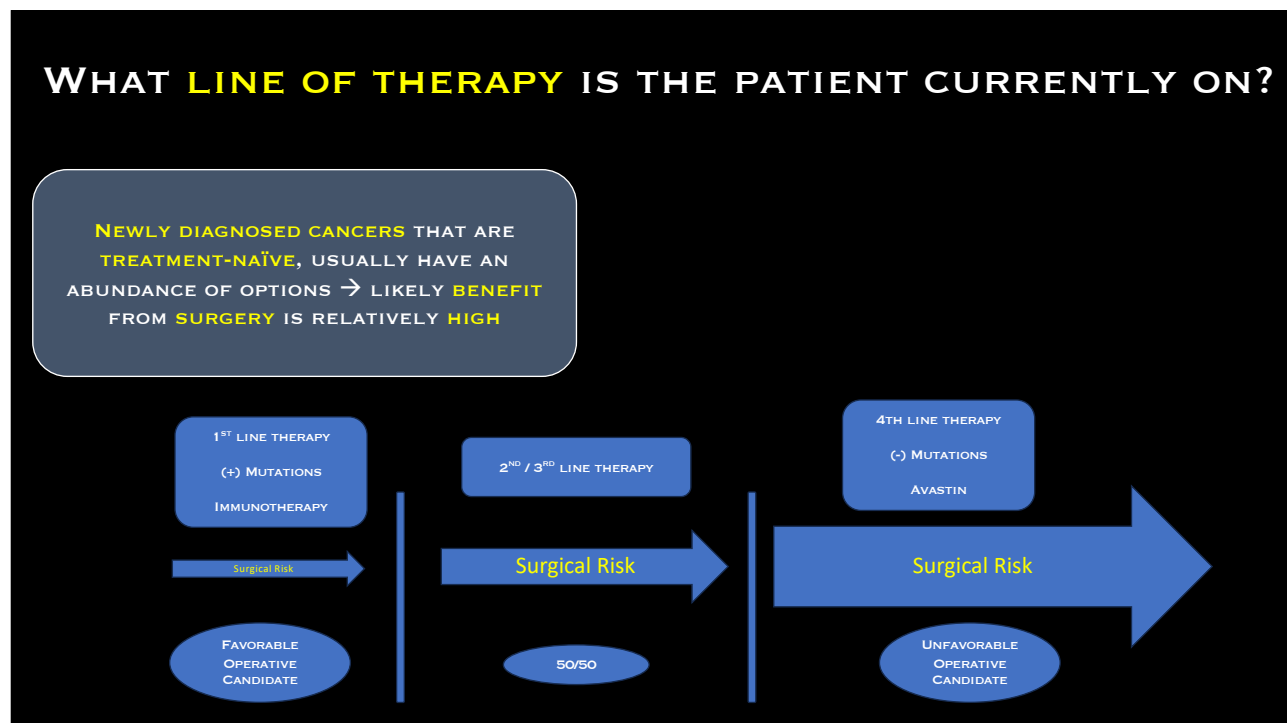 What line of therapy is the patient currently on?
Newly diagnosed cancers that are
treatment-naïve, usually have an
abundance of options → likely benefit
from surgery is relatively high
1st line therapy
(+) Mutations
Immunotherapy
2nd / 3rd line therapy
4th line therapy
(-) Mutations
Avastin
Surgical Risk
Surgical Risk
Surgical Risk
Favorable
Operative
Candidate
50/50
Unfavorable
Operative
Candidate